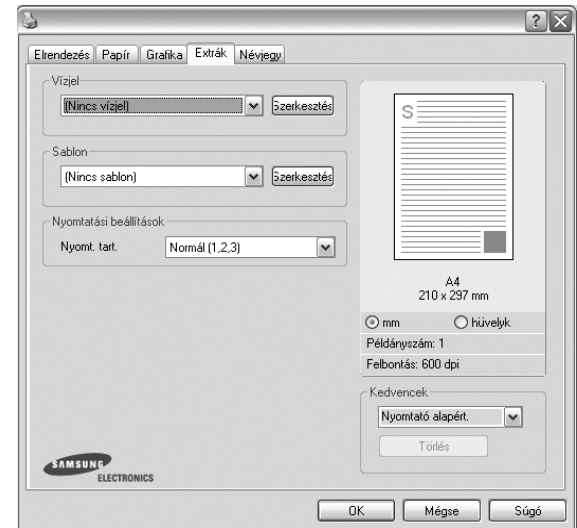 Elrendezés Papír Grafika Extrák Névjegy
Vízjel
(Nincs vízjel)
Szerkesztés
Sablon
(Nincs sablon)
Szerkesztés
Nyomtatási beállítások
Nyomt. tart. Normál (1,2,3)
S
A4
210 x 297 mm
mm hüvelyk
Példányszám: 1
Felbontás: 600 dpi
Kedvencek
Nyomtató alapért.
Törlés
SAMSUNG
ELECTRONICS
OK Mégse Súgó